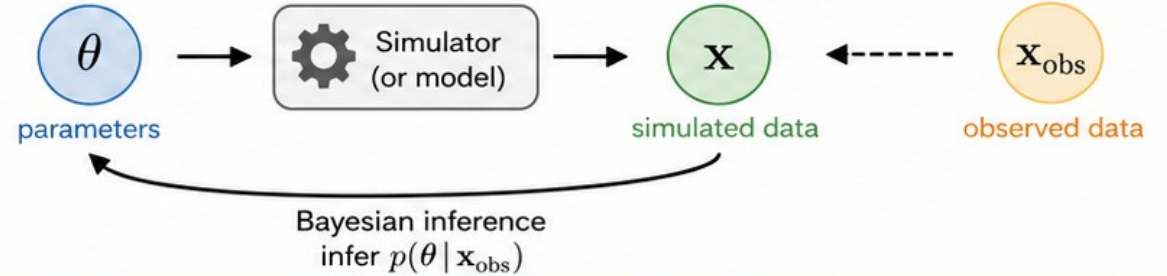 θ
Simulator
(or model)
x
x_obs
parameters
simulated data
observed data
Bayesian inference
infer p(θ | x_obs)